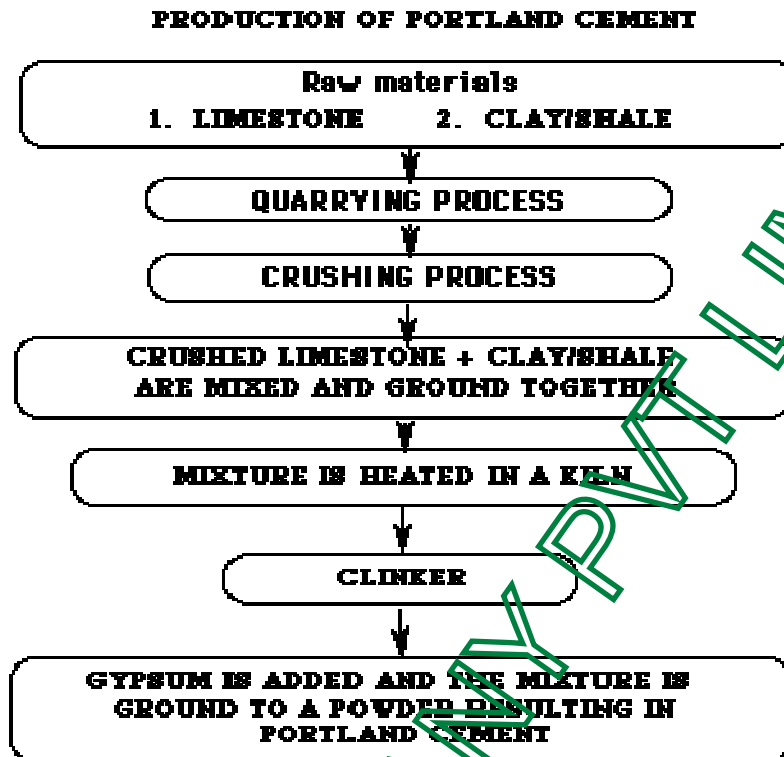 PRODUCTION OF PORTLAND CEMENT
Raw materials
1. LIMESTONE 2. CLAY/SHALE
QUARRYING PROCESS
CRUSHING PROCESS
CRUSHED LIMESTONE + CLAY/SHALE
ARE MIXED AND GROUND TOGETHER
MIXTURE IS HEATED IN A KILN
CLINKER
GYPSUM IS ADDED AND THE MIXTURE IS
GROUND TO A POWDER RESULTING IN
PORTLAND CEMENT
PVT